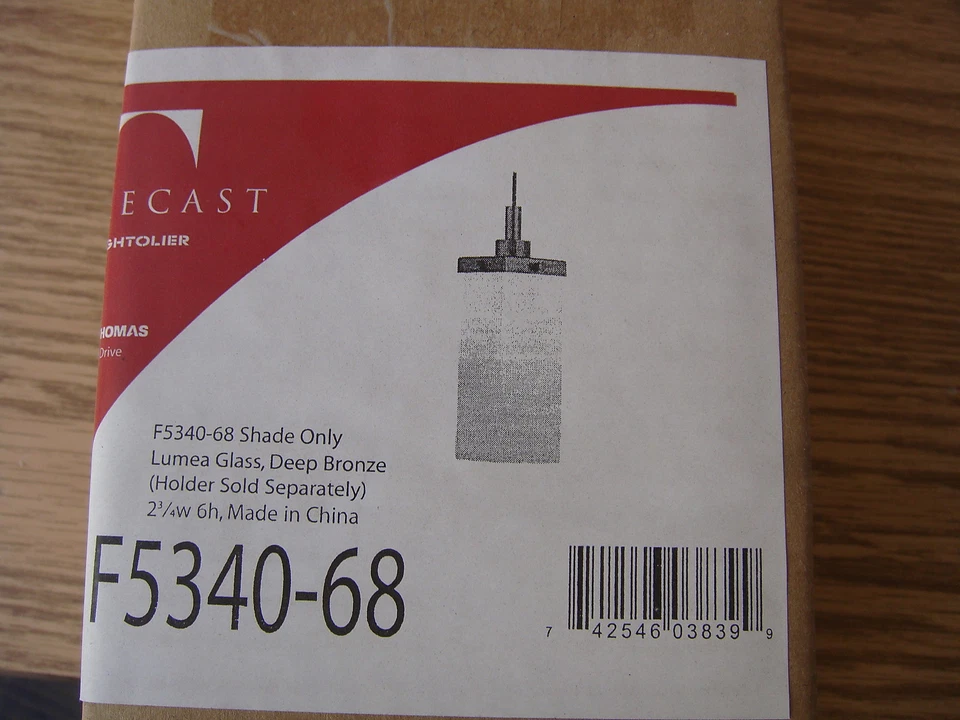 ECAST
GHTOLIER
HOMAS
Drive
F5340-68 Shade Only
Lumea Glass, Deep Bronze
(Holder Sold Separately)
2³/₄w 6h, Made in China
F5340-68
7 42546 03839 9